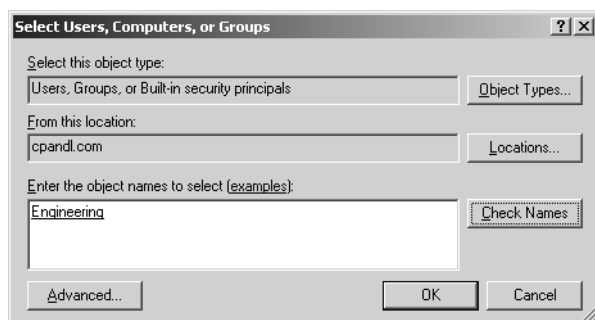 Select Users, Computers, or Groups
Select this object type:
Users, Groups, or Built-in security principals
Object Types...
From this location:
cpandl.com
Locations...
Enter the object names to select (examples):
Engineering
Check Names
Advanced...
OK
Cancel